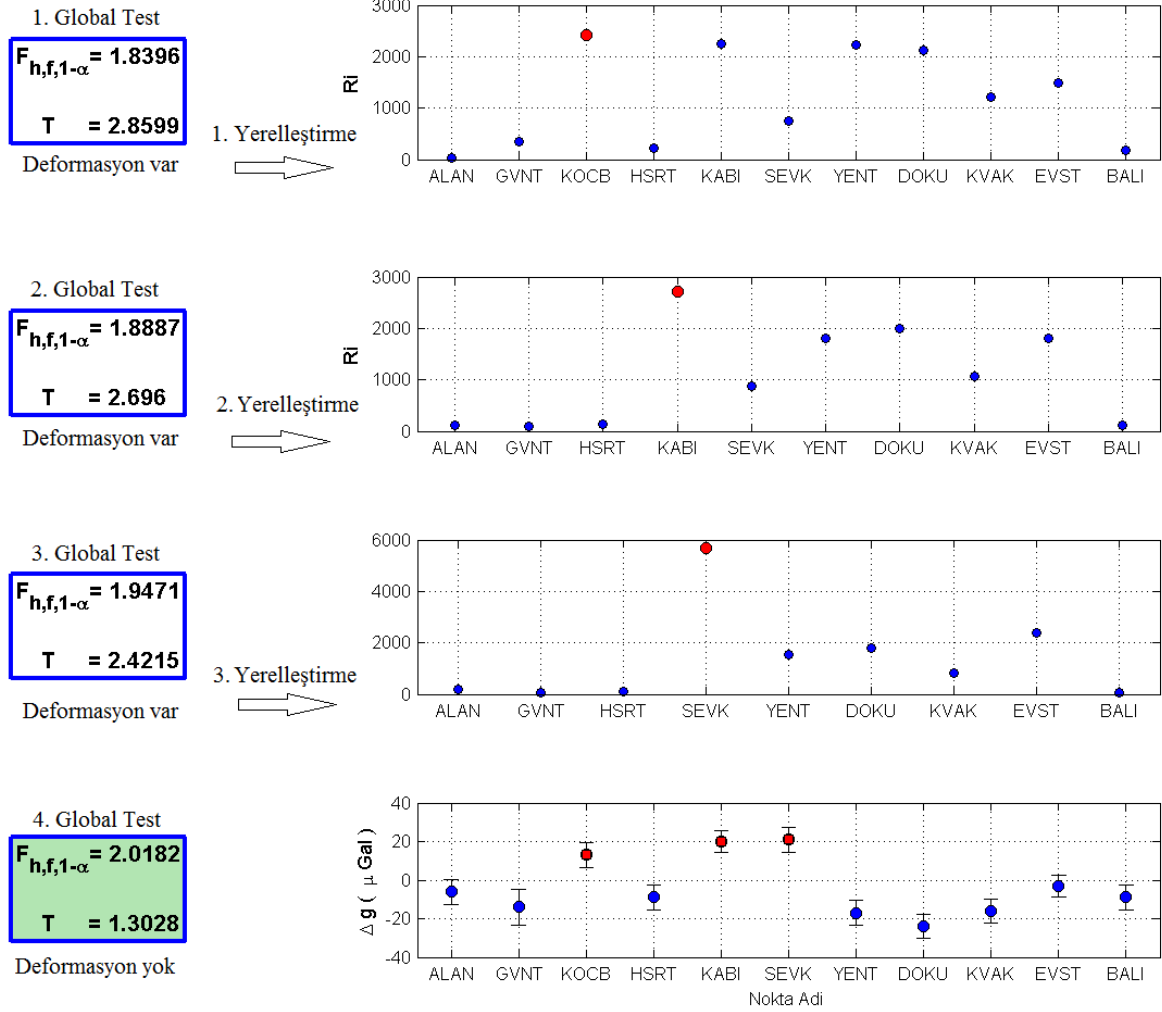 1. Global Test
F h,f,1-α = 1.8396
T = 2.8599
Deformasyon var
1. Yerelleştirme
3000
2000
1000
0
Ri
ALAN GVNT KOCB HSRT KABI SEVK YENT DOKU KVAK EVST BALI
2. Global Test
F h,f,1-α = 1.8887
T = 2.696
Deformasyon var
2. Yerelleştirme
3000
2000
1000
0
Ri
ALAN GVNT HSRT KABI SEVK YENT DOKU KVAK EVST BALI
3. Global Test
F h,f,1-α = 1.9471
T = 2.4215
Deformasyon var
3. Yerelleştirme
6000
4000
2000
0
ALAN GVNT HSRT SEVK YENT DOKU KVAK EVST BALI
4. Global Test
F h,f,1-α = 2.0182
T = 1.3028
Deformasyon yok
40
20
0
-20
-40
Δ g ( μ Gal )
ALAN GVNT KOCB HSRT KABI SEVK YENT DOKU KVAK EVST BALI
Nokta Adi